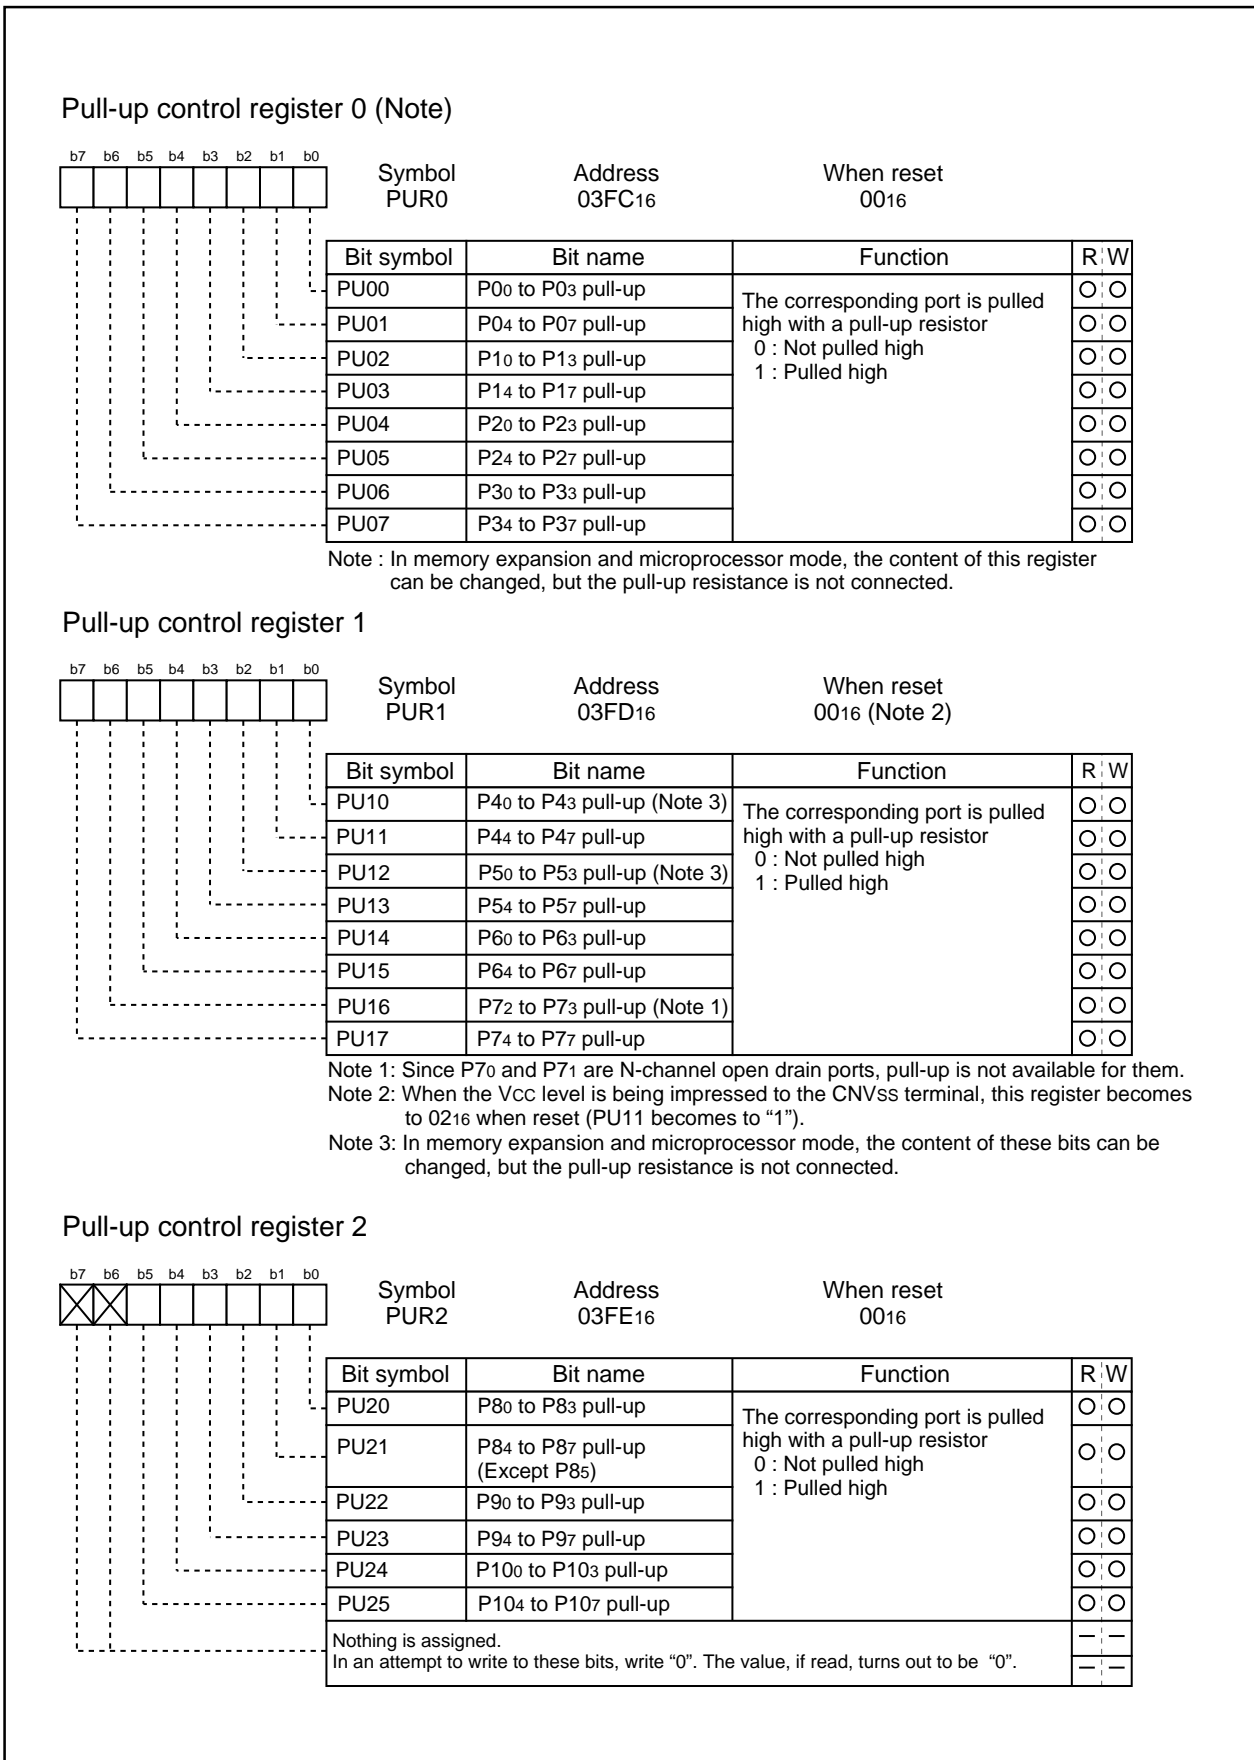 Pull-up control register 0 (Note)
b7 b6 b5 b4 b3 b2 b1 b0
Symbol Address When reset
PUR0 03FC16 0016
Bit symbol Bit name Function R W
PU00 P00 to P03 pull-up
The corresponding port is pulled
high with a pull-up resistor
0 : Not pulled high
1 : Pulled high
PU01 P04 to P07 pull-up
PU02 P10 to P13 pull-up
PU03 P14 to P17 pull-up
PU04 P20 to P23 pull-up
PU05 P24 to P27 pull-up
PU06 P30 to P33 pull-up
PU07 P34 to P37 pull-up
Note : In memory expansion and microprocessor mode, the content of this register
can be changed, but the pull-up resistance is not connected.
Pull-up control register 1
b7 b6 b5 b4 b3 b2 b1 b0
Symbol Address When reset
PUR1 03FD16 0016 (Note 2)
Bit symbol Bit name Function R W
PU10 P40 to P43 pull-up (Note 3)
The corresponding port is pulled
high with a pull-up resistor
0 : Not pulled high
1 : Pulled high
PU11 P44 to P47 pull-up
PU12 P50 to P53 pull-up (Note 3)
PU13 P54 to P57 pull-up
PU14 P60 to P63 pull-up
PU15 P64 to P67 pull-up
PU16 P72 to P73 pull-up (Note 1)
PU17 P74 to P77 pull-up
Note 1: Since P70 and P71 are N-channel open drain ports, pull-up is not available for them.
Note 2: When the VCC level is being impressed to the CNVSS terminal, this register becomes
to 0216 when reset (PU11 becomes to “1”).
Note 3: In memory expansion and microprocessor mode, the content of these bits can be
changed, but the pull-up resistance is not connected.
Pull-up control register 2
b7 b6 b5 b4 b3 b2 b1 b0
Symbol Address When reset
PUR2 03FE16 0016
Bit symbol Bit name Function R W
PU20 P80 to P83 pull-up
The corresponding port is pulled
high with a pull-up resistor
0 : Not pulled high
1 : Pulled high
PU21 P84 to P87 pull-up
(Except P85)
PU22 P90 to P93 pull-up
PU23 P94 to P97 pull-up
PU24 P100 to P103 pull-up
PU25 P104 to P107 pull-up
Nothing is assigned.
In an attempt to write to these bits, write “0”. The value, if read, turns out to be “0”.